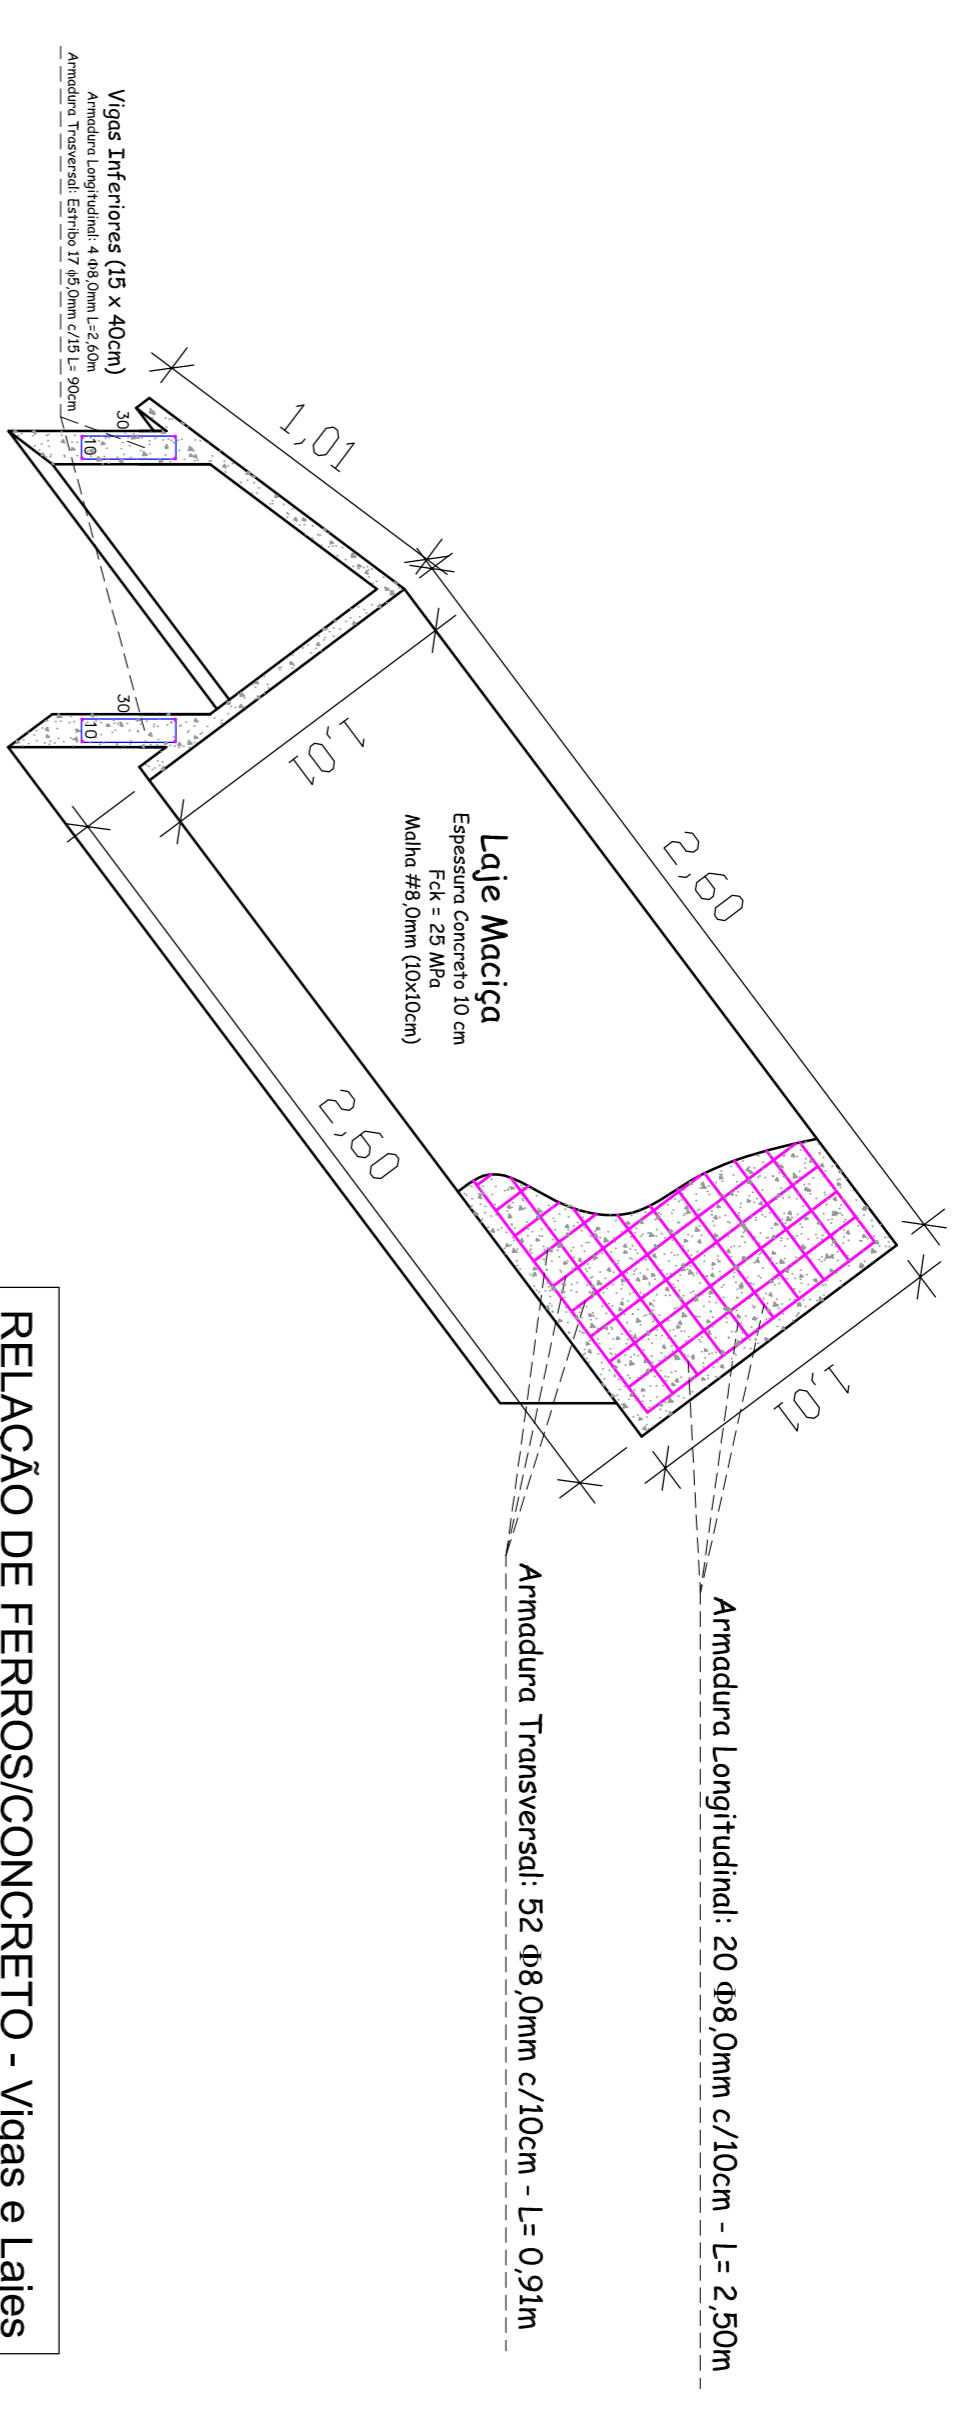 Vigas Inferiores (15 x 40cm)
Armadura Longitudinal: 4 Φ8,0mm L=2,60m
Armadura Trasversal: Estribo 17 ϕ5,0mm c/15 L= 90cm
30
10
30
10
1,01
2,60
1,01
Laje Maciça
Espessura Concreto 10 cm
Fck = 25 MPa
Malha #8,0mm (10x10cm)
2,60
1,01
Armadura Longitudinal: 20 Φ8,0mm c/10cm - L= 2,50m
Armadura Transversal: 52 Φ8,0mm c/10cm - L= 0,91m
RELAÇÃO DE FERROS/CONCRETO - Vigas e Lajes